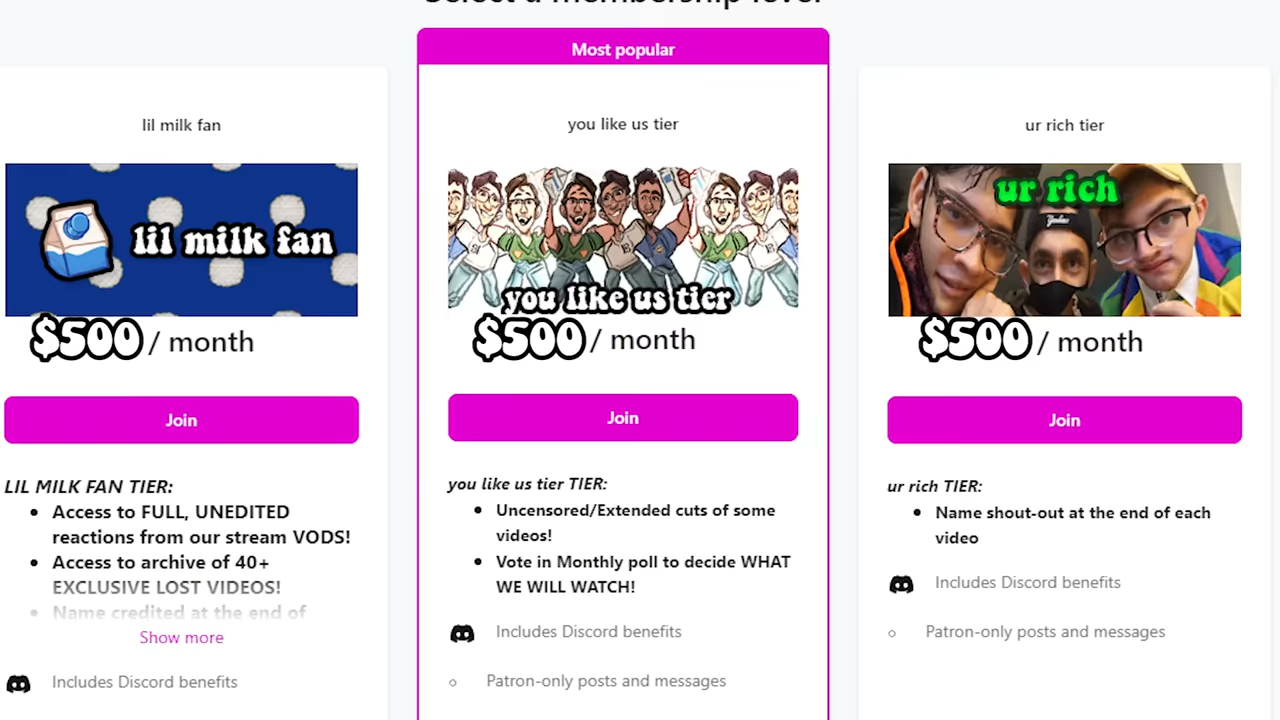 Select a membership level
Most popular
lil milk fan
lil milk fan
$500 / month
Join
LIL MILK FAN TIER:
• Access to FULL, UNEDITED
reactions from our stream VODS!
• Access to archive of 40+
EXCLUSIVE LOST VIDEOS!
• Name credited at the end of
Show more
Includes Discord benefits
you like us tier
you like us tier
$500 / month
Join
you like us tier TIER:
• Uncensored/Extended cuts of some
videos!
• Vote in Monthly poll to decide WHAT
WE WILL WATCH!
Includes Discord benefits
Patron-only posts and messages
ur rich tier
ur rich
$500 / month
Join
ur rich TIER:
• Name shout-out at the end of each
video
Includes Discord benefits
Patron-only posts and messages